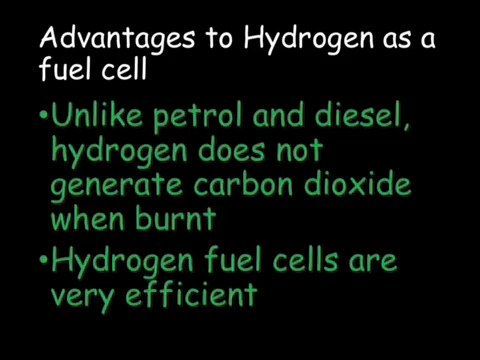 Advantages to Hydrogen as a
fuel cell
•Unlike petrol and diesel,
hydrogen does not
generate carbon dioxide
when burnt
•Hydrogen fuel cells are
very efficient